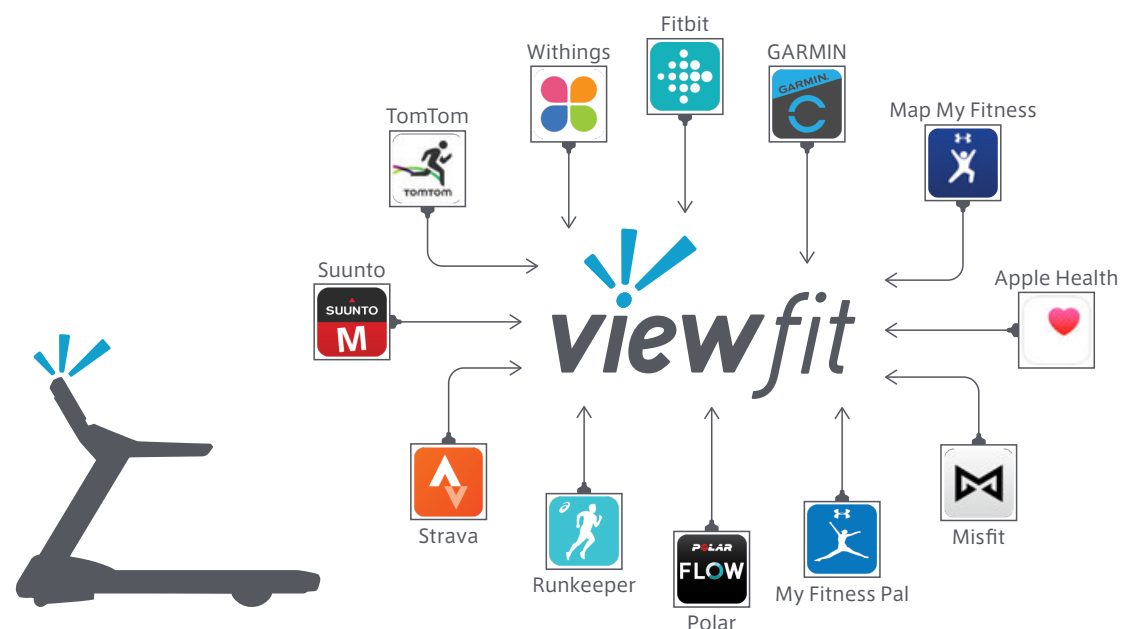 Fitbit
Withings
GARMIN
GARMIN.
Map My Fitness
TomTom
TOMTOM
Suunto
SUUNTO
M
Apple Health
viewfit
Strava
Runkeeper
POLAR
FLOW
Polar
My Fitness Pal
Misfit